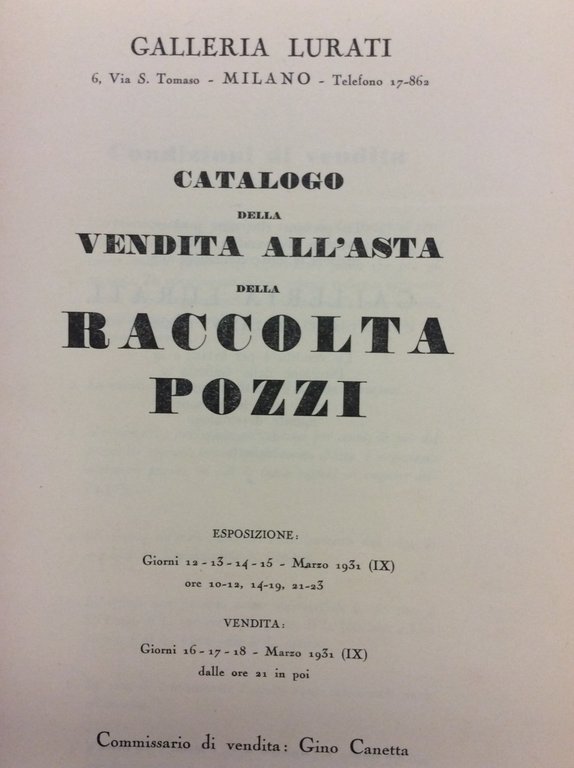 GALLERIA LURATI
6, Via S. Tomaso - MILANO - Telefono 17-862
CATALOGO
DELLA
VENDITA ALL'ASTA
DELLA
RACCOLTA
POZZI
ESPOSIZIONE:
Giorni 12-13-14-15 - Marzo 1931 (IX)
ore 10-12, 14-19, 21-23
VENDITA:
Giorni 16-17-18 - Marzo 1931 (IX)
dalle ore 21 in poi
Commissario di vendita: Gino Canetta